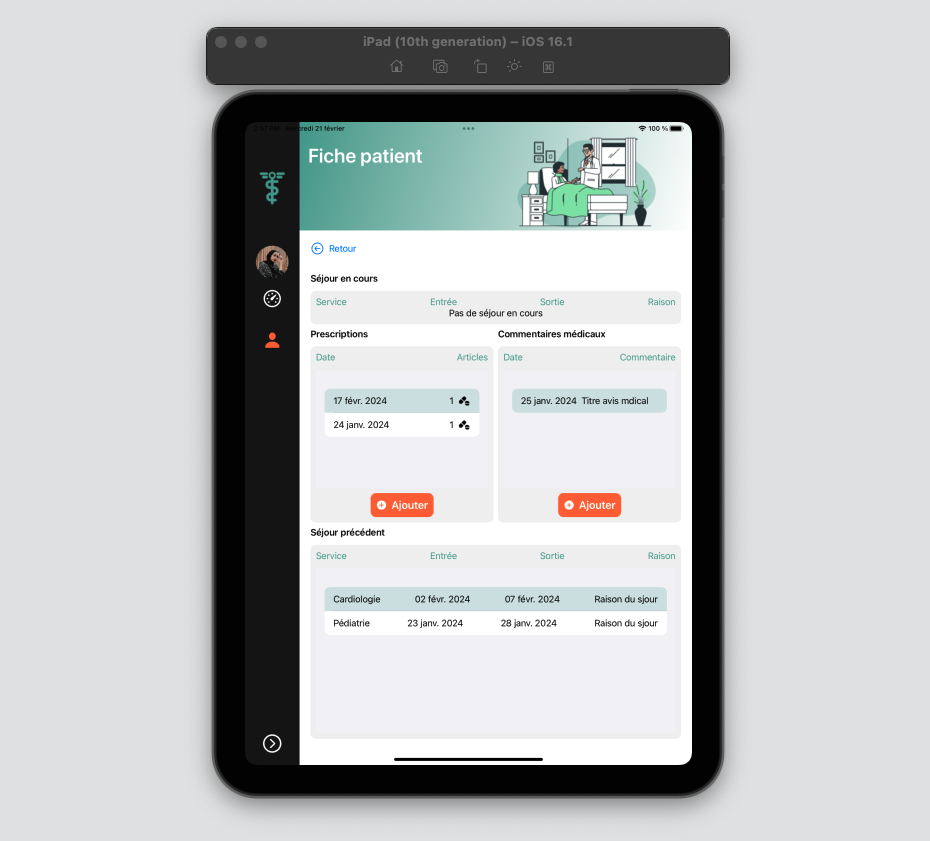 iPad (10th generation) – iOS 16.1
redi 21 février
100 %
Fiche patient
Retour
Séjour en cours
Service Entrée Sortie Raison
Pas de séjour en cours
Prescriptions Commentaires médicaux
Date Articles Date Commentaire
17 févr. 2024 1 25 janv. 2024 Titre avis mdical
24 janv. 2024 1
Ajouter Ajouter
Séjour précédent
Service Entrée Sortie Raison
Cardiologie 02 févr. 2024 07 févr. 2024 Raison du sjour
Pédiatrie 23 janv. 2024 28 janv. 2024 Raison du sjour